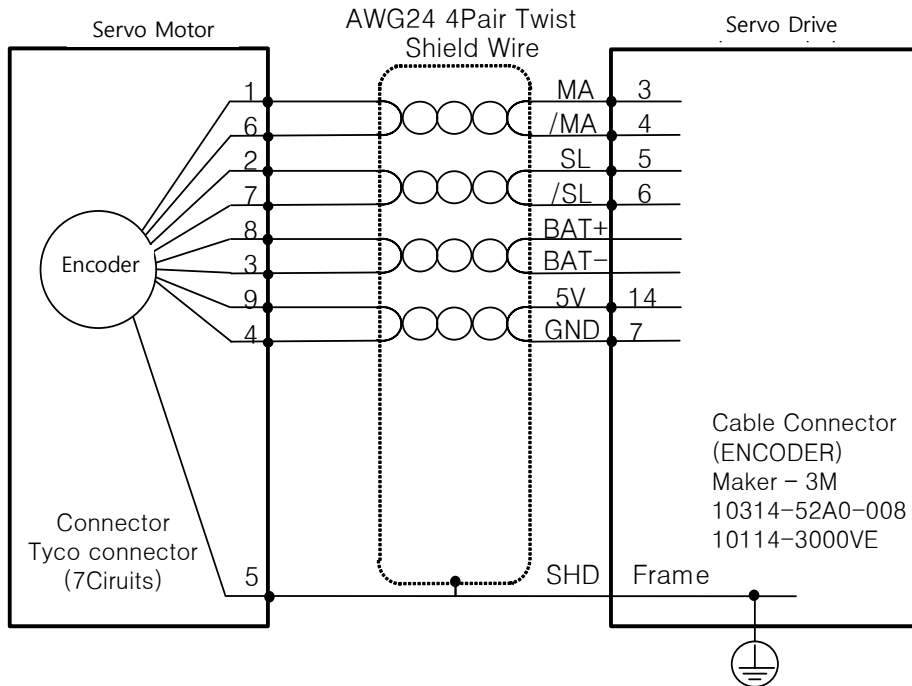 Servo Motor
AWG24 4Pair Twist
Shield Wire
Servo Drive
1
MA
3
6
/MA
4
2
SL
5
7
/SL
6
8
BAT+
3
BAT-
9
5V
14
4
GND
7
Encoder
Cable Connector
(ENCODER)
Maker - 3M
10314-52A0-008
10114-3000VE
Connector
Tyco connector
(7Ciruits)
5
SHD
Frame